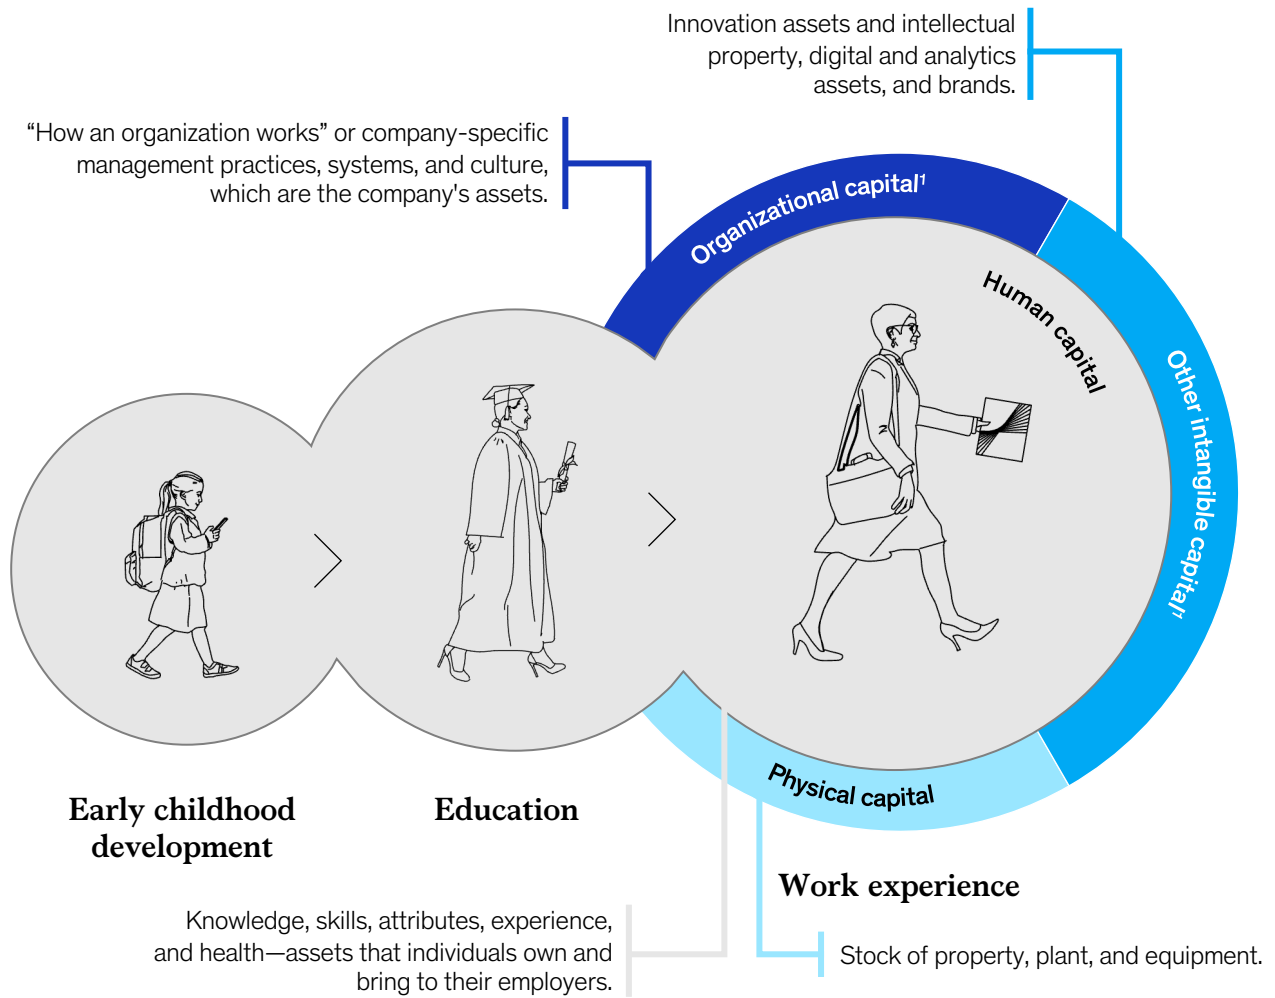 Innovation assets and intellectual
property, digital and analytics
assets, and brands.
“How an organization works” or company-specific
management practices, systems, and culture,
which are the company's assets.
Organizational capital¹
Human capital
Other intangible capital¹
Physical capital
Early childhood
development
Education
Work experience
Knowledge, skills, attributes, experience,
and health—assets that individuals own and
bring to their employers.
Stock of property, plant, and equipment.